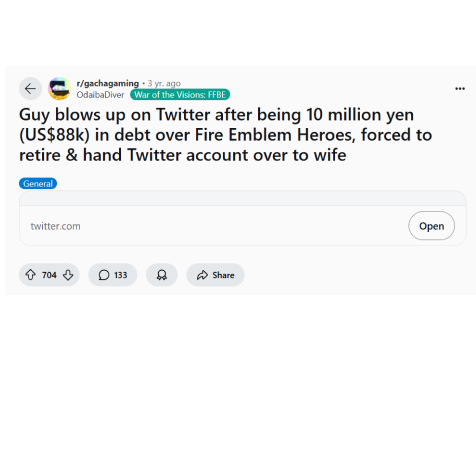 r/gachagaming • 3 yr. ago
OdaibaDiver War of the Visions: FFBE
Guy blows up on Twitter after being 10 million yen
(US$88k) in debt over Fire Emblem Heroes, forced to
retire & hand Twitter account over to wife
General
twitter.com Open
704 133 Share